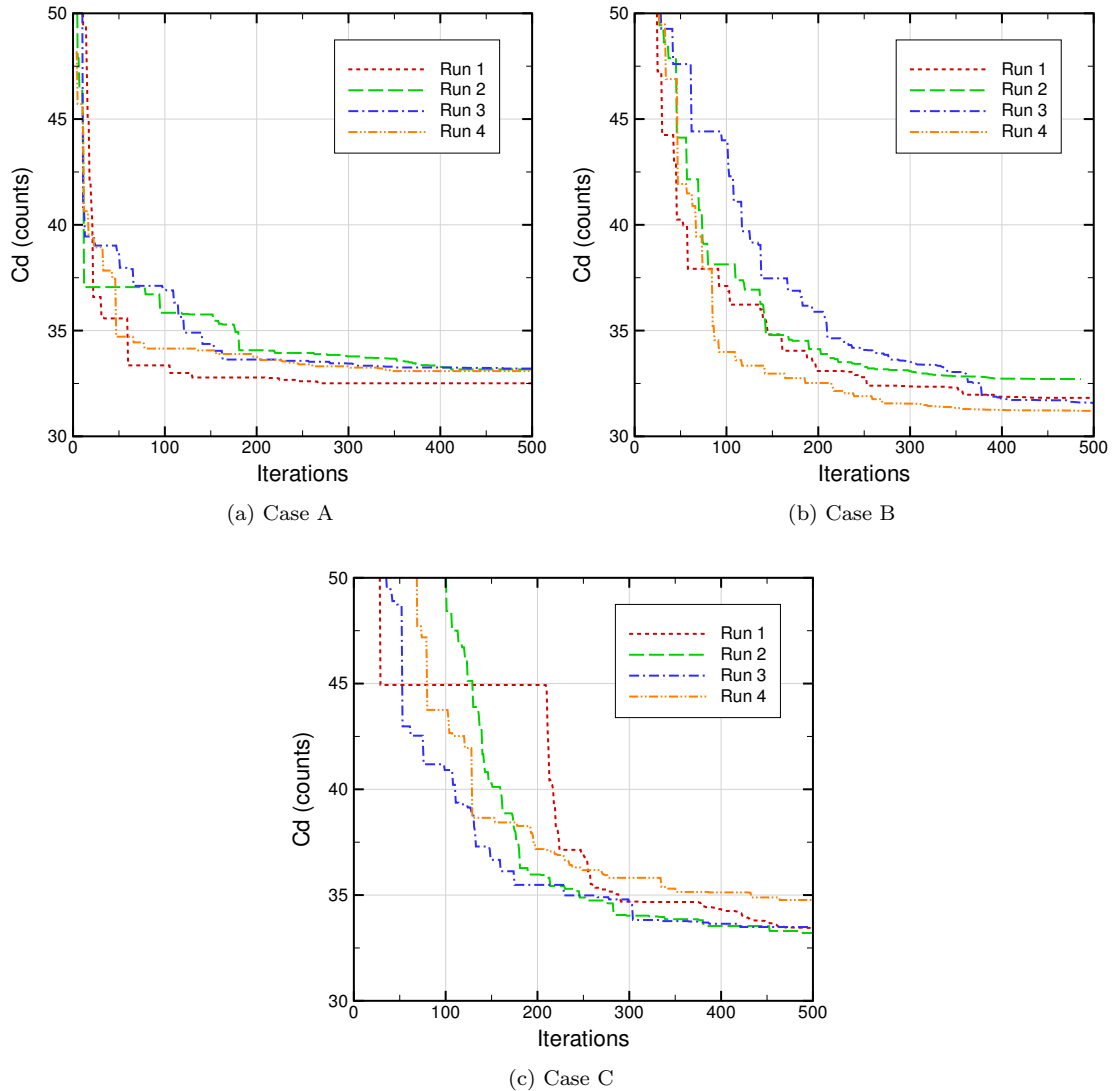 50
45
40
35
30
Cd (counts)
0
100
200
300
400
500
Iterations
Run 1
Run 2
Run 3
Run 4
(a) Case A
50
45
40
35
30
Cd (counts)
0
100
200
300
400
500
Iterations
Run 1
Run 2
Run 3
Run 4
(b) Case B
50
45
40
35
30
Cd (counts)
0
100
200
300
400
500
Iterations
Run 1
Run 2
Run 3
Run 4
(c) Case C